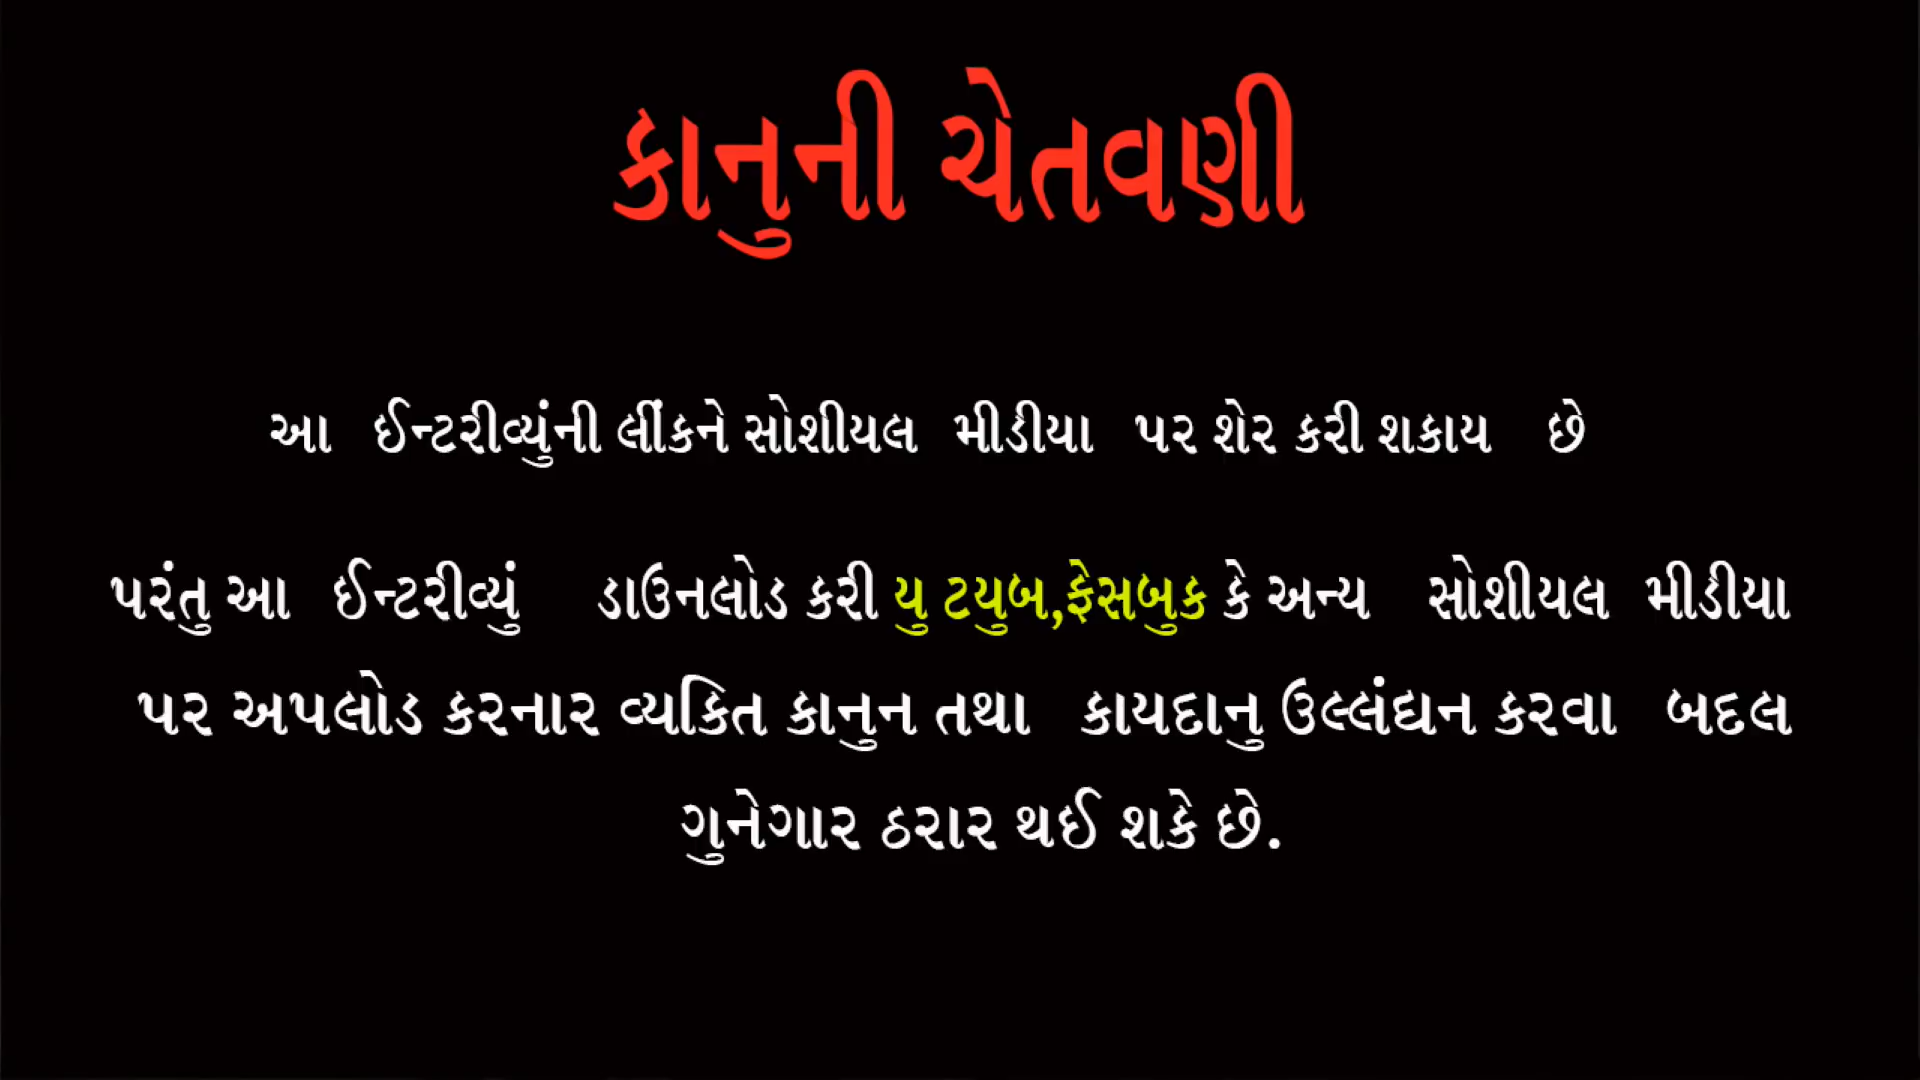 કાનુની ચેતવણી
આ ઈન્ટરીવ્યુંની લીંકને સોશીયલ મીડીયા પર શેર કરી શકાય છે
પરંતુ આ ઈન્ટરીવ્યું ડાઉનલોડ કરી યુ ટયુબ,ફેસબુક કે અન્ય સોશીયલ મીડીયા
પર અપલોડ કરનાર વ્યકિત કાનુન તથા કાયદાનુ ઉલ્લંઘન કરવા બદલ
ગુનેગાર ઠરાર થઈ શકે છે.